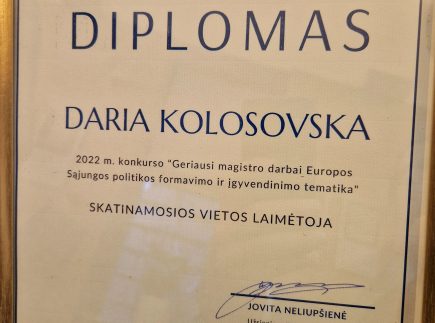 DIPLOMAS
DARIA KOLOSOVSKA
2022 m. konkurso "Geriausi magistro darbai Europos
Sąjungos politikos formavimo ir įgyvendinimo tematika"
SKATINAMOSIOS VIETOS LAIMĖTOJA
JOVITA NELIUPŠIENĖ